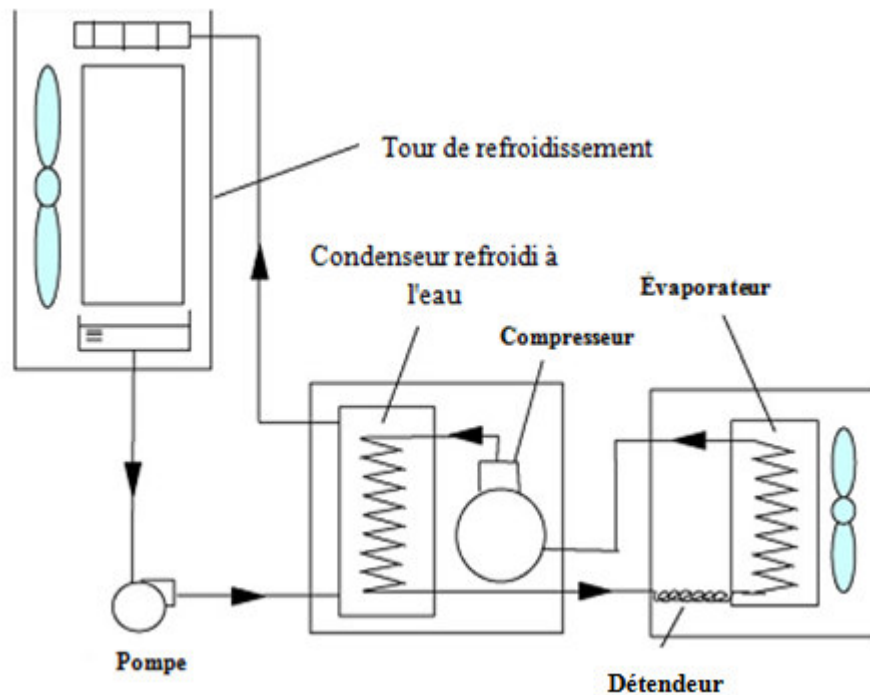 Tour de refroidissement
Condenseur refroidi à
l'eau
Évaporateur
Compresseur
Pompe
Détendeur